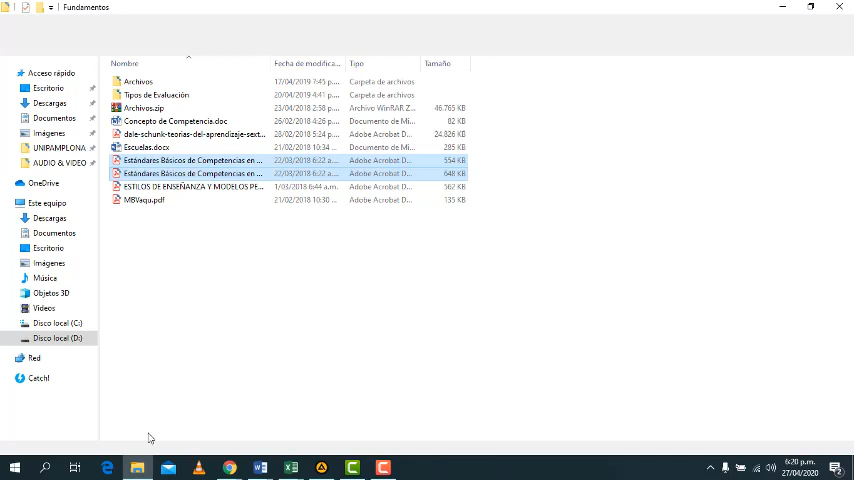 Fundamentos
Nombre Fecha de modifica... Tipo Tamaño
Acceso rápido
Escritorio
Descargas
Documentos
Imágenes
UNIPAMPLONA
AUDIO & VIDEO
OneDrive
Este equipo
Descargas
Documentos
Escritorio
Imágenes
Música
Objetos 3D
Videos
Disco local (C:)
Disco local (D:)
Red
Catch!
Archivos 17/04/2019 7:45 p.... Carpeta de archivos
Tipos de Evaluación 20/04/2019 4:41 p.... Carpeta de archivos
Archivos.zip 23/04/2018 2:58 p.... Archivo WinRAR Z... 46.765 KB
Concepto de Competencia.doc 26/02/2018 4:26 p.... Documento de Mi... 82 KB
dale-schunk-teorias-del-aprendizaje-sext... 28/02/2018 5:24 p.... Adobe Acrobat D... 24.826 KB
Escuelas.docx 21/02/2018 10:34 ... Documento de Mi... 285 KB
Estándares Básicos de Competencias en ... 22/03/2018 6:22 a.... Adobe Acrobat D... 554 KB
Estándares Básicos de Competencias en ... 22/03/2018 6:22 a.... Adobe Acrobat D... 648 KB
ESTILOS DE ENSEÑANZA Y MODELOS PE... 1/03/2018 6:44 a.m. Adobe Acrobat D... 562 KB
MBVaqu.pdf 21/02/2018 10:30 ... Adobe Acrobat D... 135 KB
6:20 p.m.
27/04/2020
2